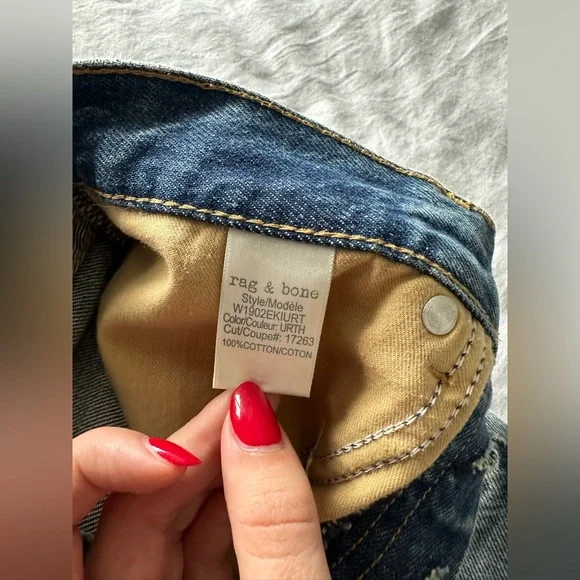 rag & bone
Style/Modèle
W1902EKIURT
Color/Couleur: URTH
Cut/Coupe#: 17263
100%COTTON/COTON